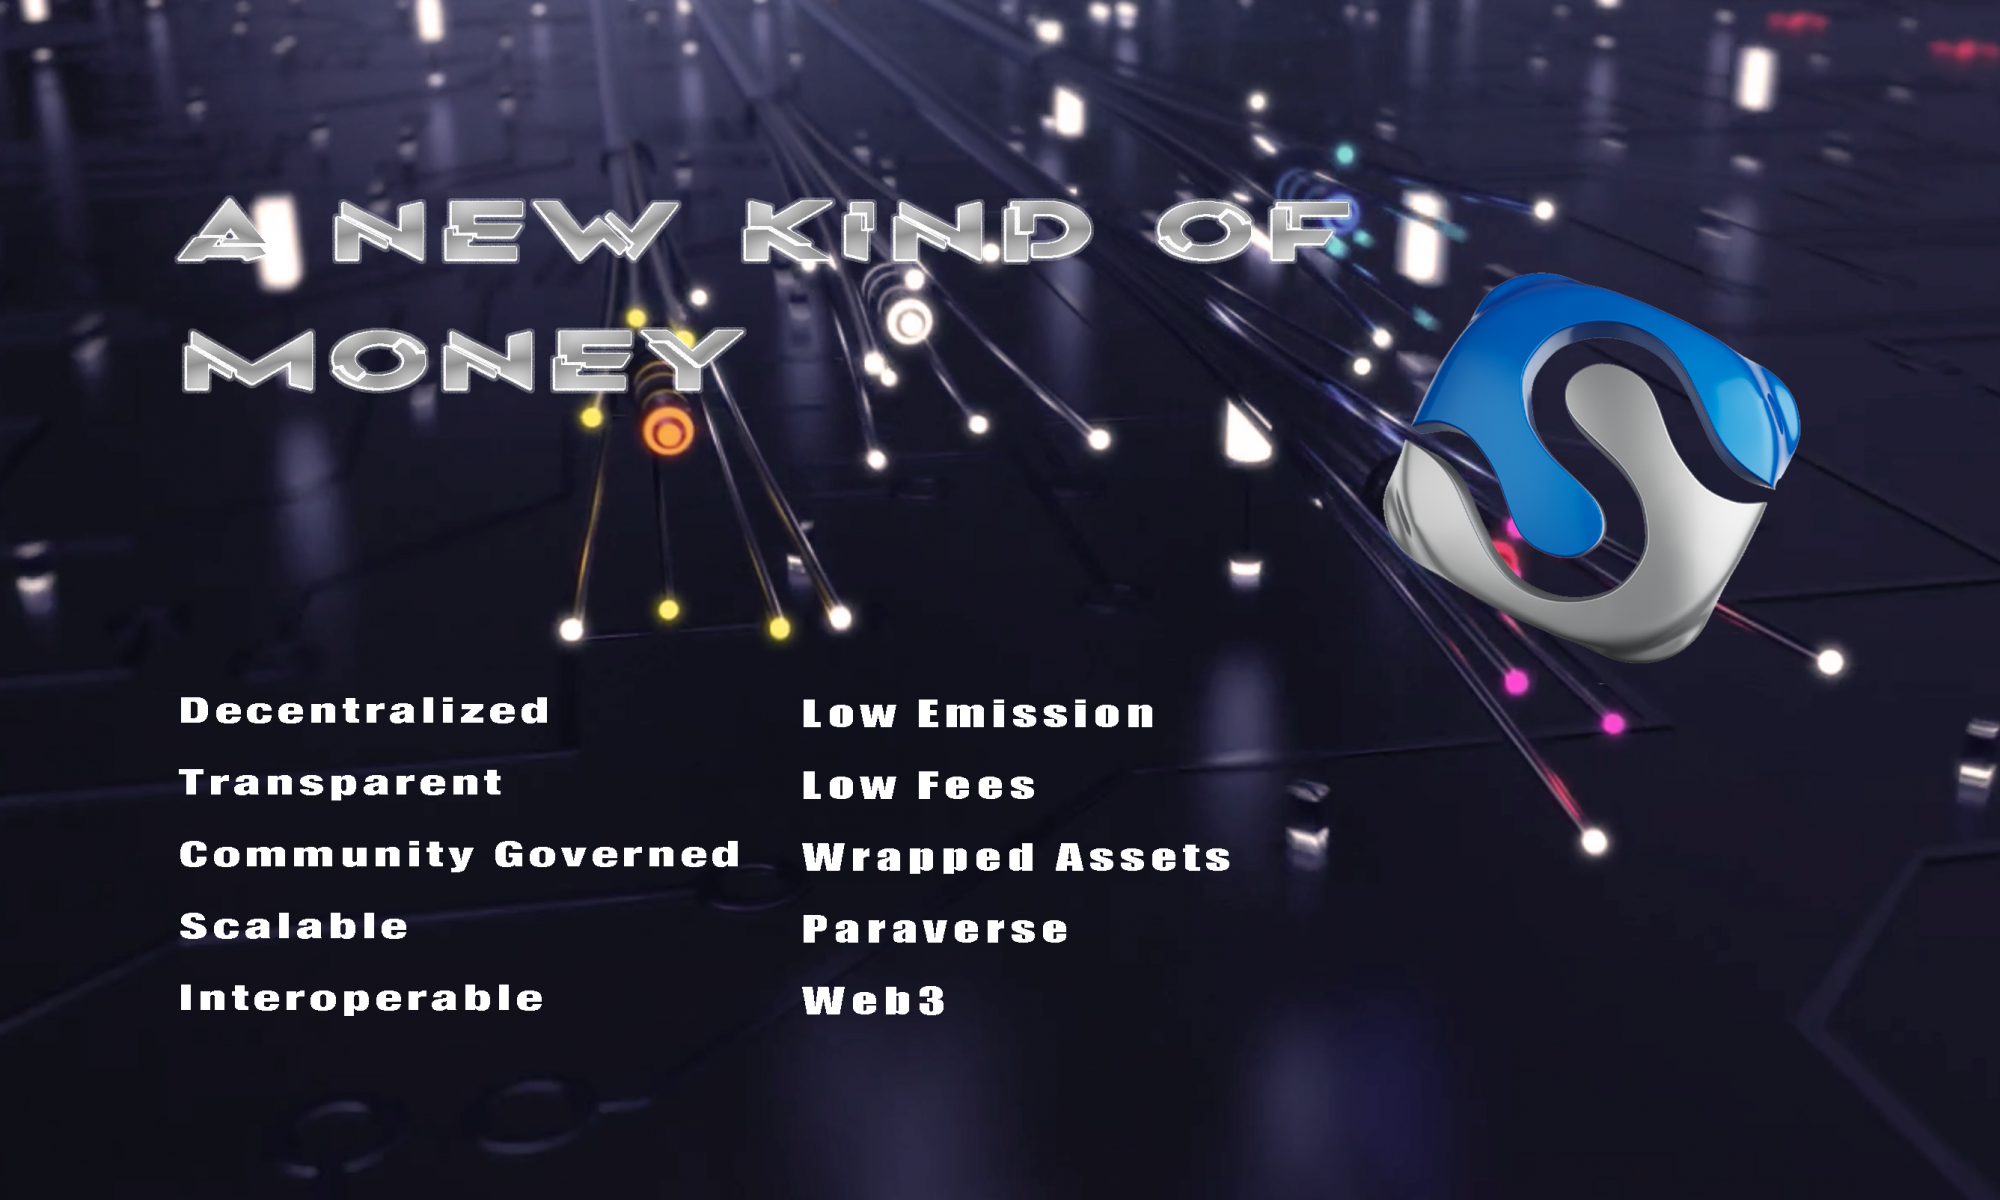 A NEW KIND OF
MONEY
Decentralized
Transparent
Community Governed
Scalable
Interoperable
Low Emission
Low Fees
Wrapped Assets
Paraverse
Web3